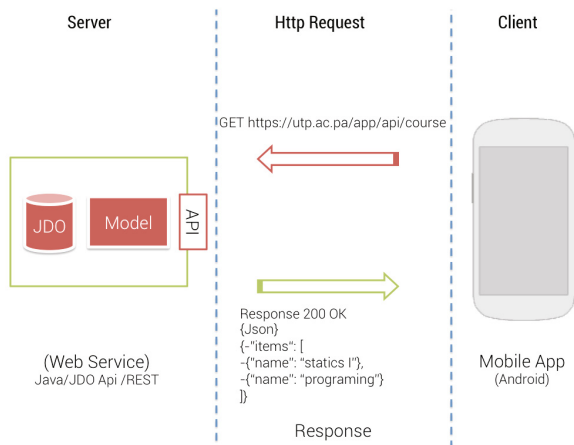 Server
Http Request
Client
GET https://utp.ac.pa/app/api/course
JDO
Model
API
Response 200 OK
{Json}
{-"items“: [
-{"name": “statics I”},
-{"name“: "programing”}
]}
(Web Service)
Java/JDO Api /REST
Mobile App
(Android)
Response